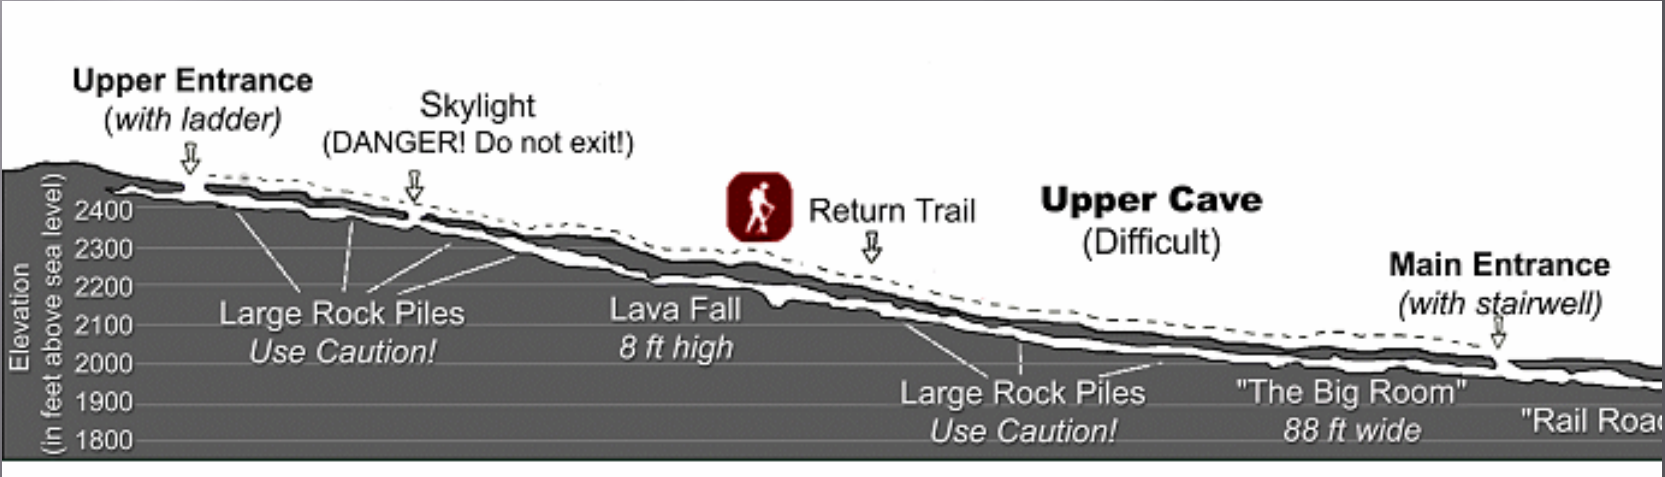 Upper Entrance
(with ladder)
Skylight
(DANGER! Do not exit!)
Return Trail
Upper Cave
(Difficult)
Main Entrance
(with stairwell)
Elevation
(in feet above sea level)
2400
2300
2200
2100
2000
1900
1800
Large Rock Piles
Use Caution!
Lava Fall
8 ft high
Large Rock Piles
Use Caution!
"The Big Room"
88 ft wide
"Rail Roa